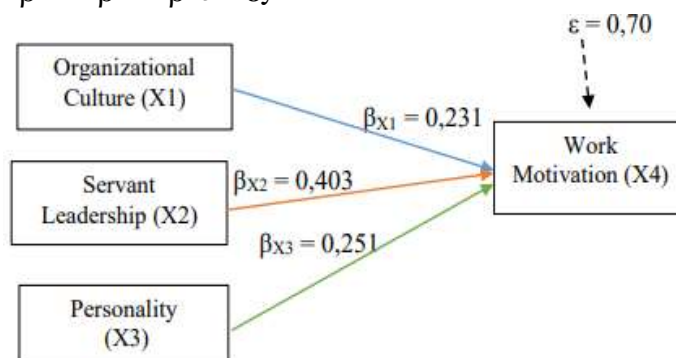 ε = 0,70
Organizational
Culture (X1)
βX1 = 0,231
Work
Motivation (X4)
Servant
Leadership (X2)
βX2 = 0,403
βX3 = 0,251
Personality
(X3)